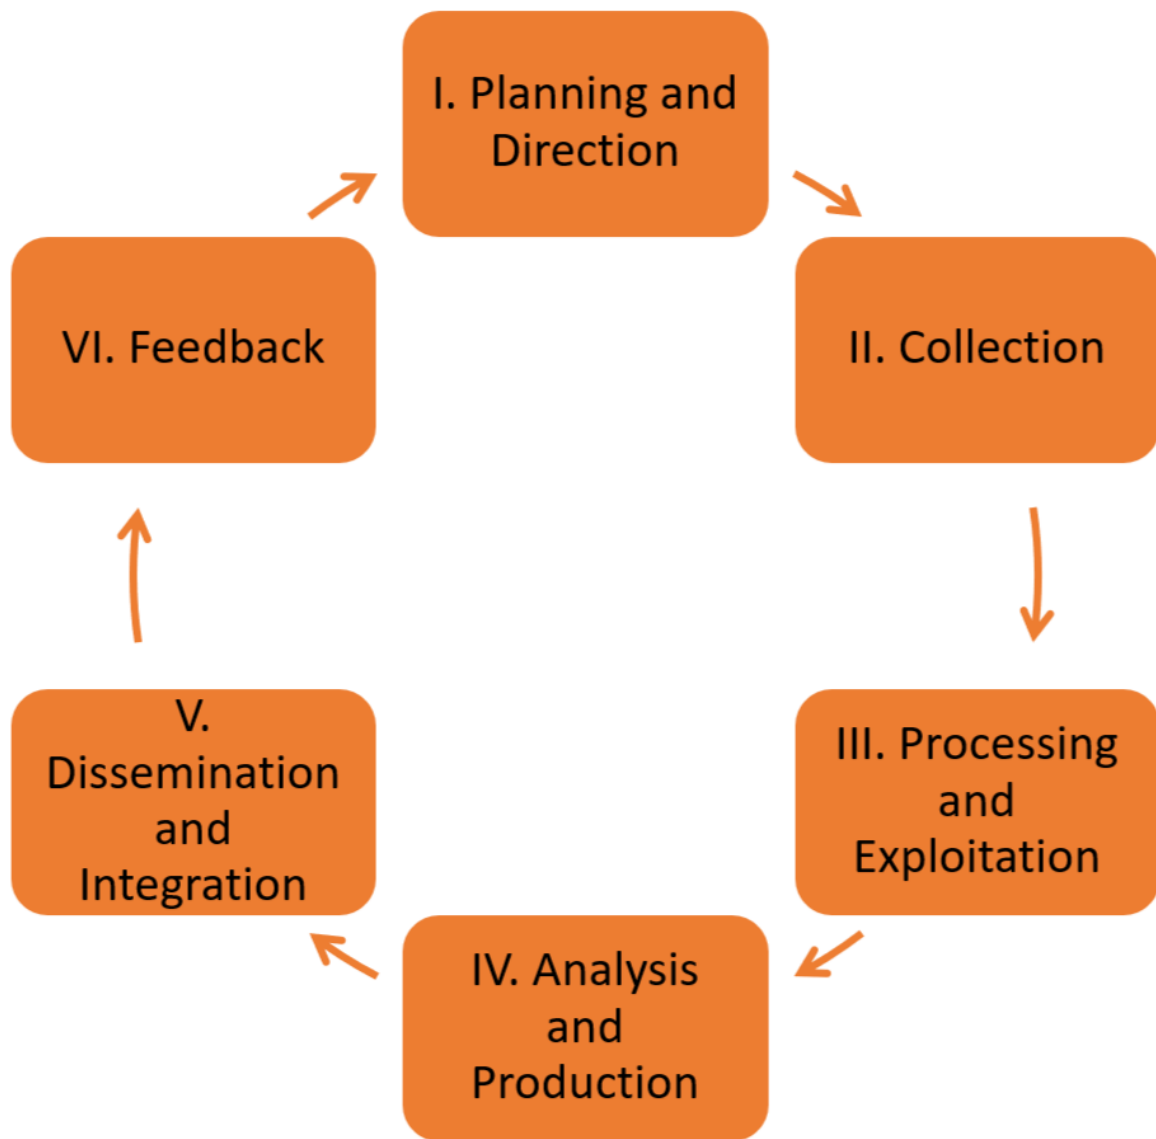 I. Planning and
Direction
II. Collection
III. Processing
and
Exploitation
IV. Analysis
and
Production
V.
Dissemination
and
Integration
VI. Feedback